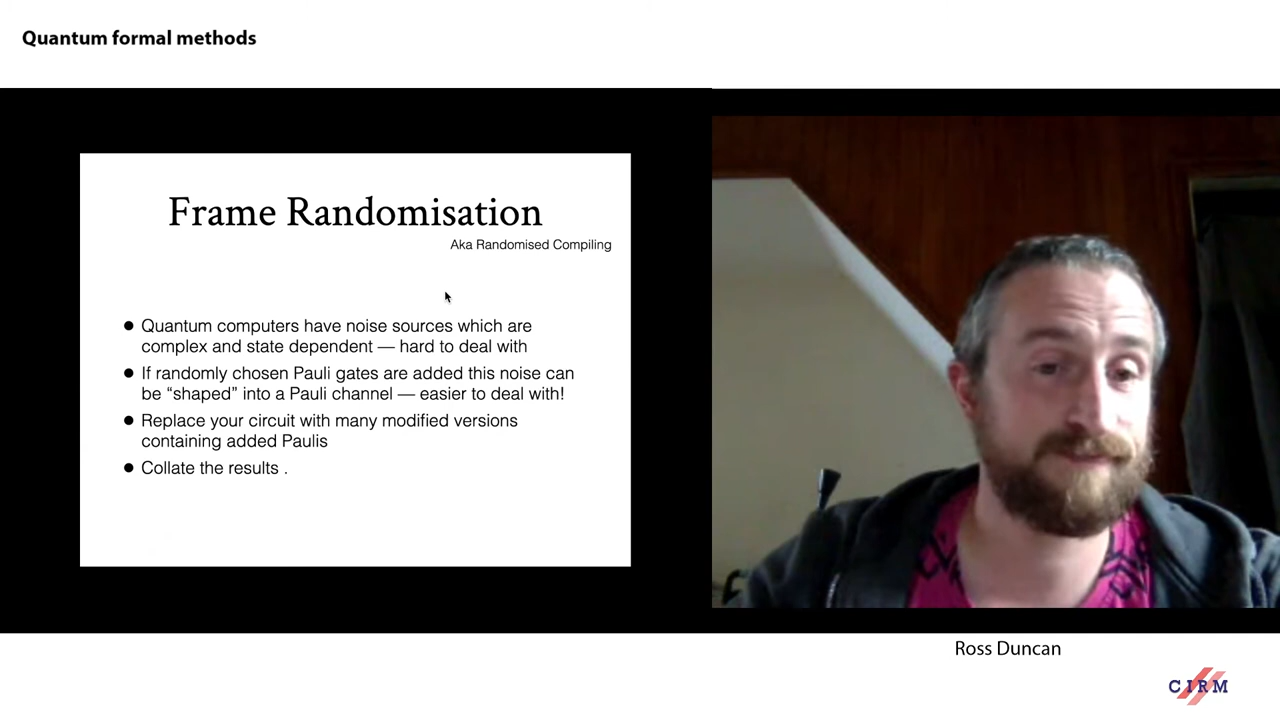 Quantum formal methods
Frame Randomisation
Aka Randomised Compiling
● Quantum computers have noise sources which are
complex and state dependent — hard to deal with
● If randomly chosen Pauli gates are added this noise can
be “shaped” into a Pauli channel — easier to deal with!
● Replace your circuit with many modified versions
containing added Paulis
● Collate the results .
Ross Duncan
CIRM